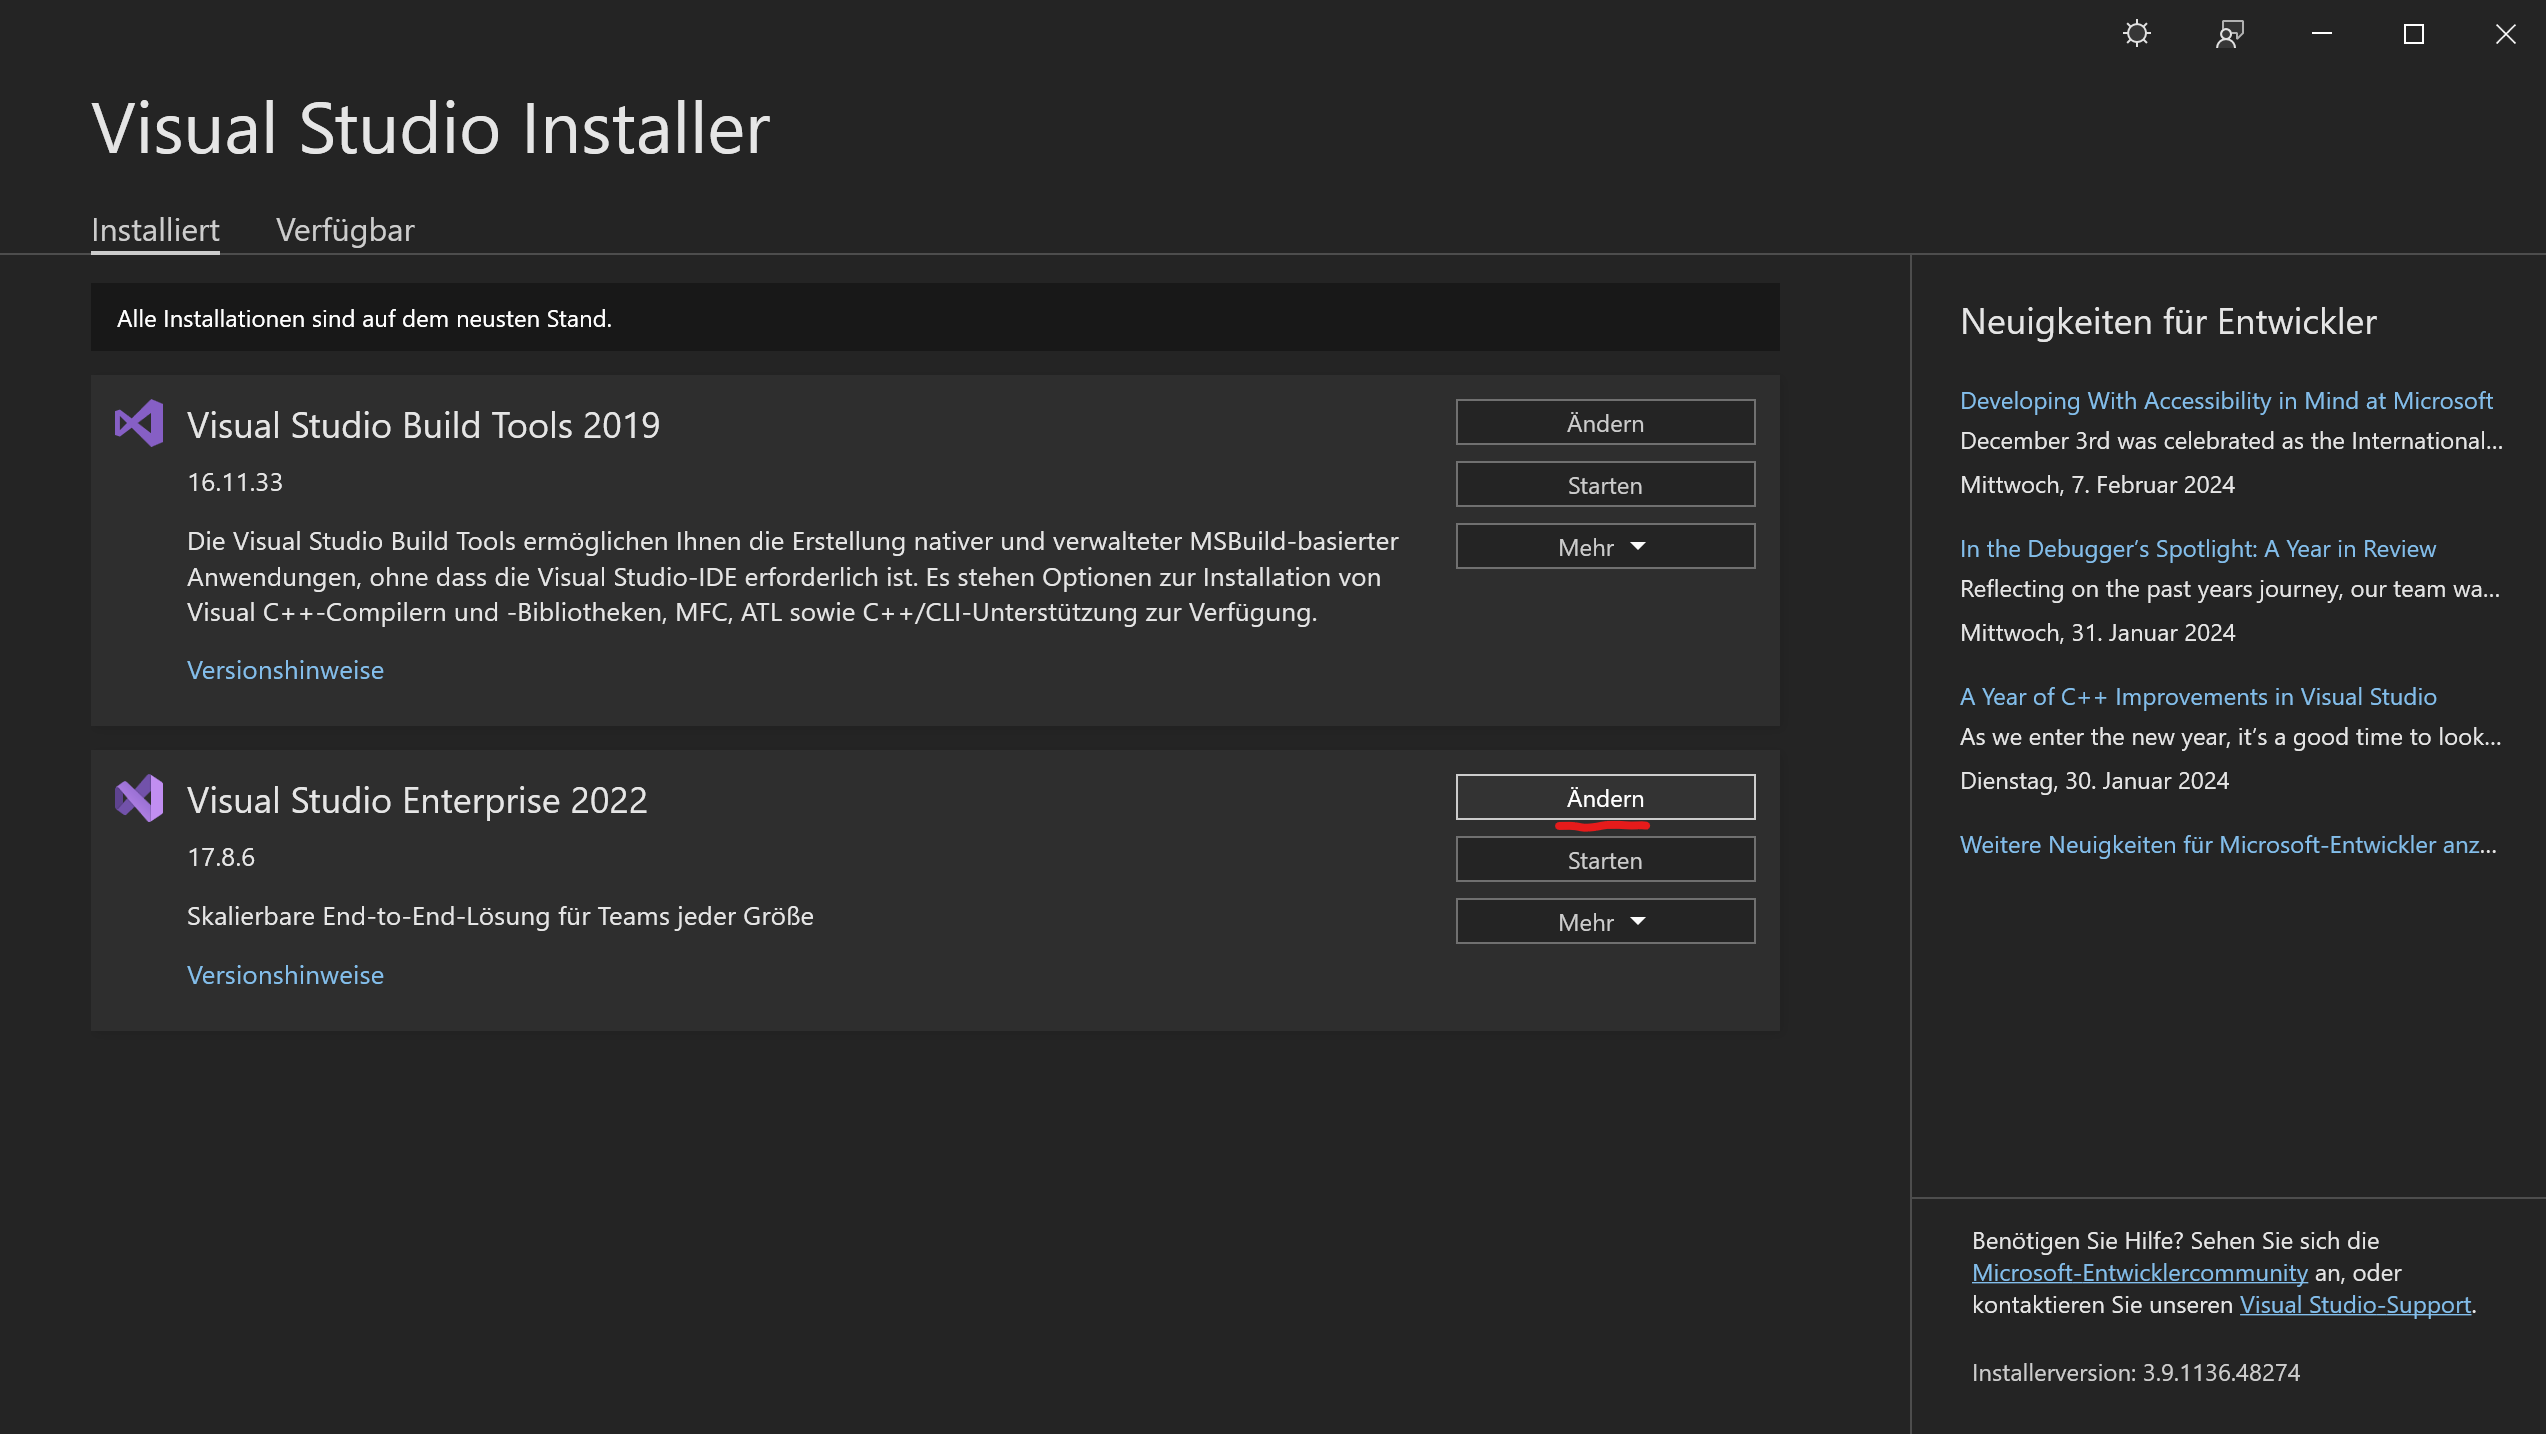 Visual Studio Installer
Installiert
Verfügbar
Alle Installationen sind auf dem neusten Stand.
Visual Studio Build Tools 2019
16.11.33
Die Visual Studio Build Tools ermöglichen Ihnen die Erstellung nativer und verwalteter MSBuild-basierter
Anwendungen, ohne dass die Visual Studio-IDE erforderlich ist. Es stehen Optionen zur Installation von
Visual C++-Compilern und -Bibliotheken, MFC, ATL sowie C++/CLI-Unterstützung zur Verfügung.
Versionshinweise
Ändern
Starten
Mehr
Visual Studio Enterprise 2022
17.8.6
Skalierbare End-to-End-Lösung für Teams jeder Größe
Versionshinweise
Ändern
Starten
Mehr
Neuigkeiten für Entwickler
Developing With Accessibility in Mind at Microsoft
December 3rd was celebrated as the International...
Mittwoch, 7. Februar 2024
In the Debugger’s Spotlight: A Year in Review
Reflecting on the past years journey, our team wa...
Mittwoch, 31. Januar 2024
A Year of C++ Improvements in Visual Studio
As we enter the new year, it’s a good time to look...
Dienstag, 30. Januar 2024
Weitere Neuigkeiten für Microsoft-Entwickler anz...
Benötigen Sie Hilfe? Sehen Sie sich die
Microsoft-Entwicklercommunity an, oder
kontaktieren Sie unseren Visual Studio-Support.
Installerversion: 3.9.1136.48274